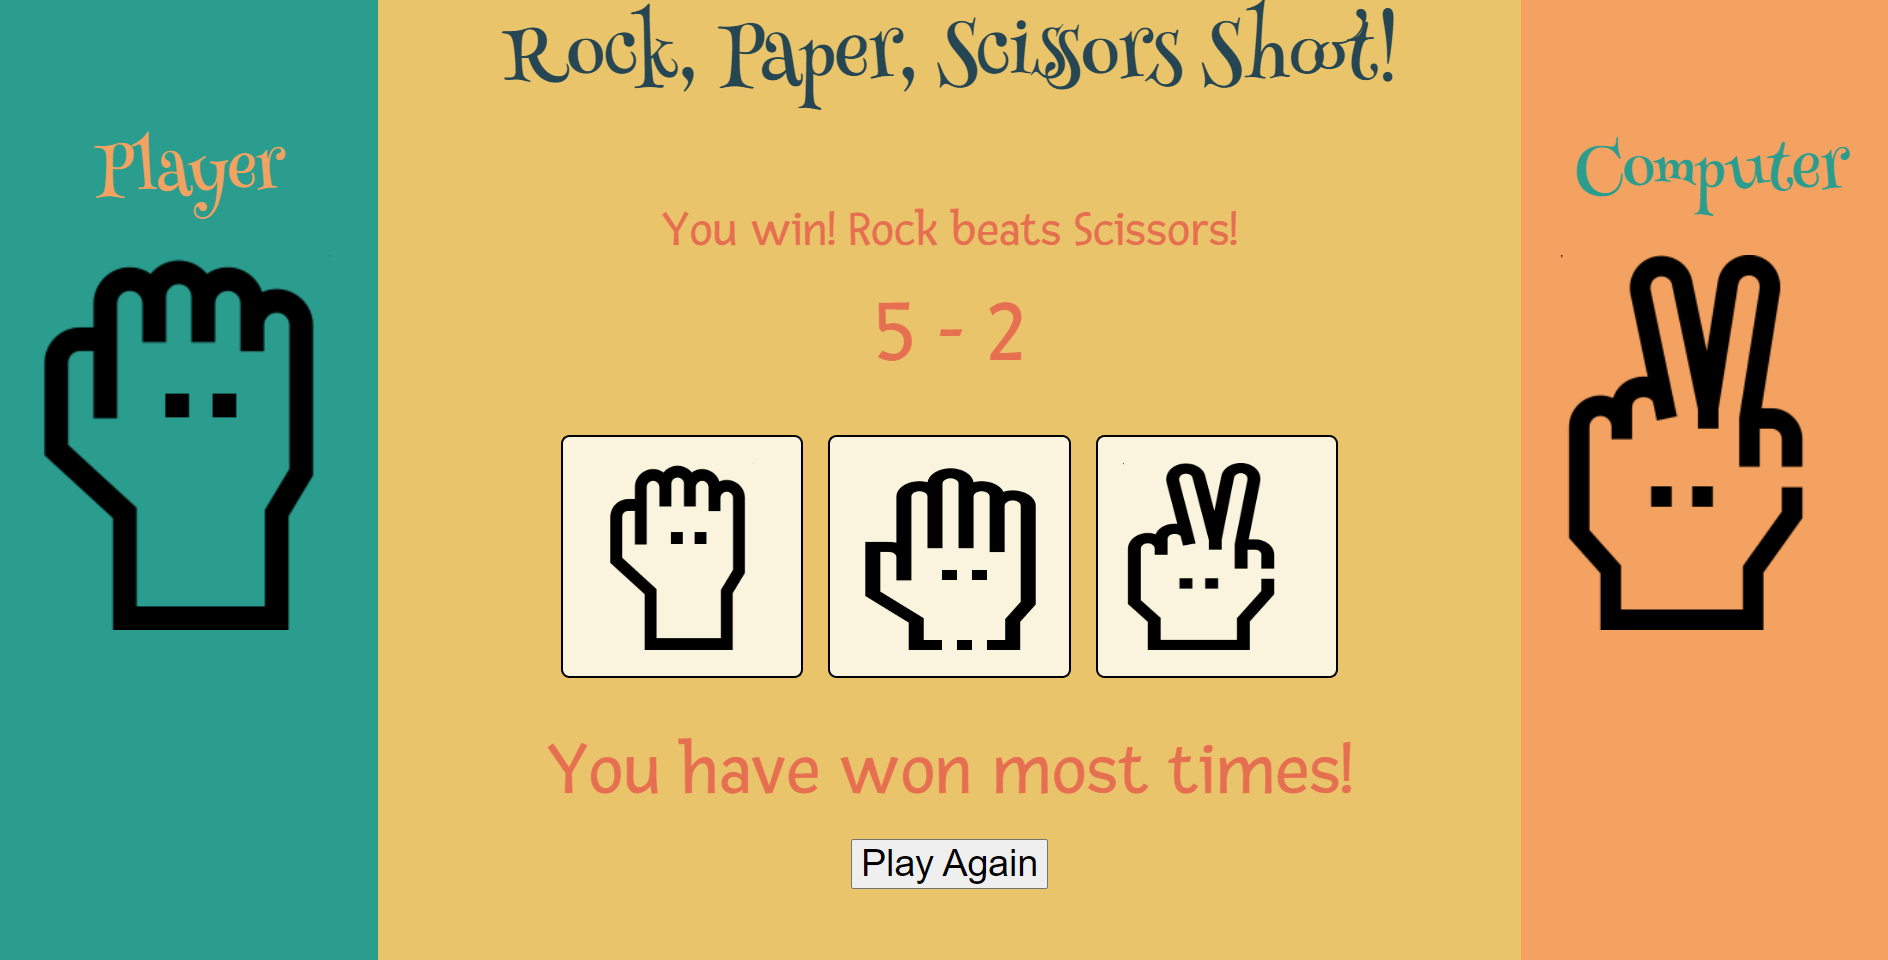 Rock, Paper, Scissors Shoot!
Player
Computer
You win! Rock beats Scissors!
5 - 2
You have won most times!
Play Again